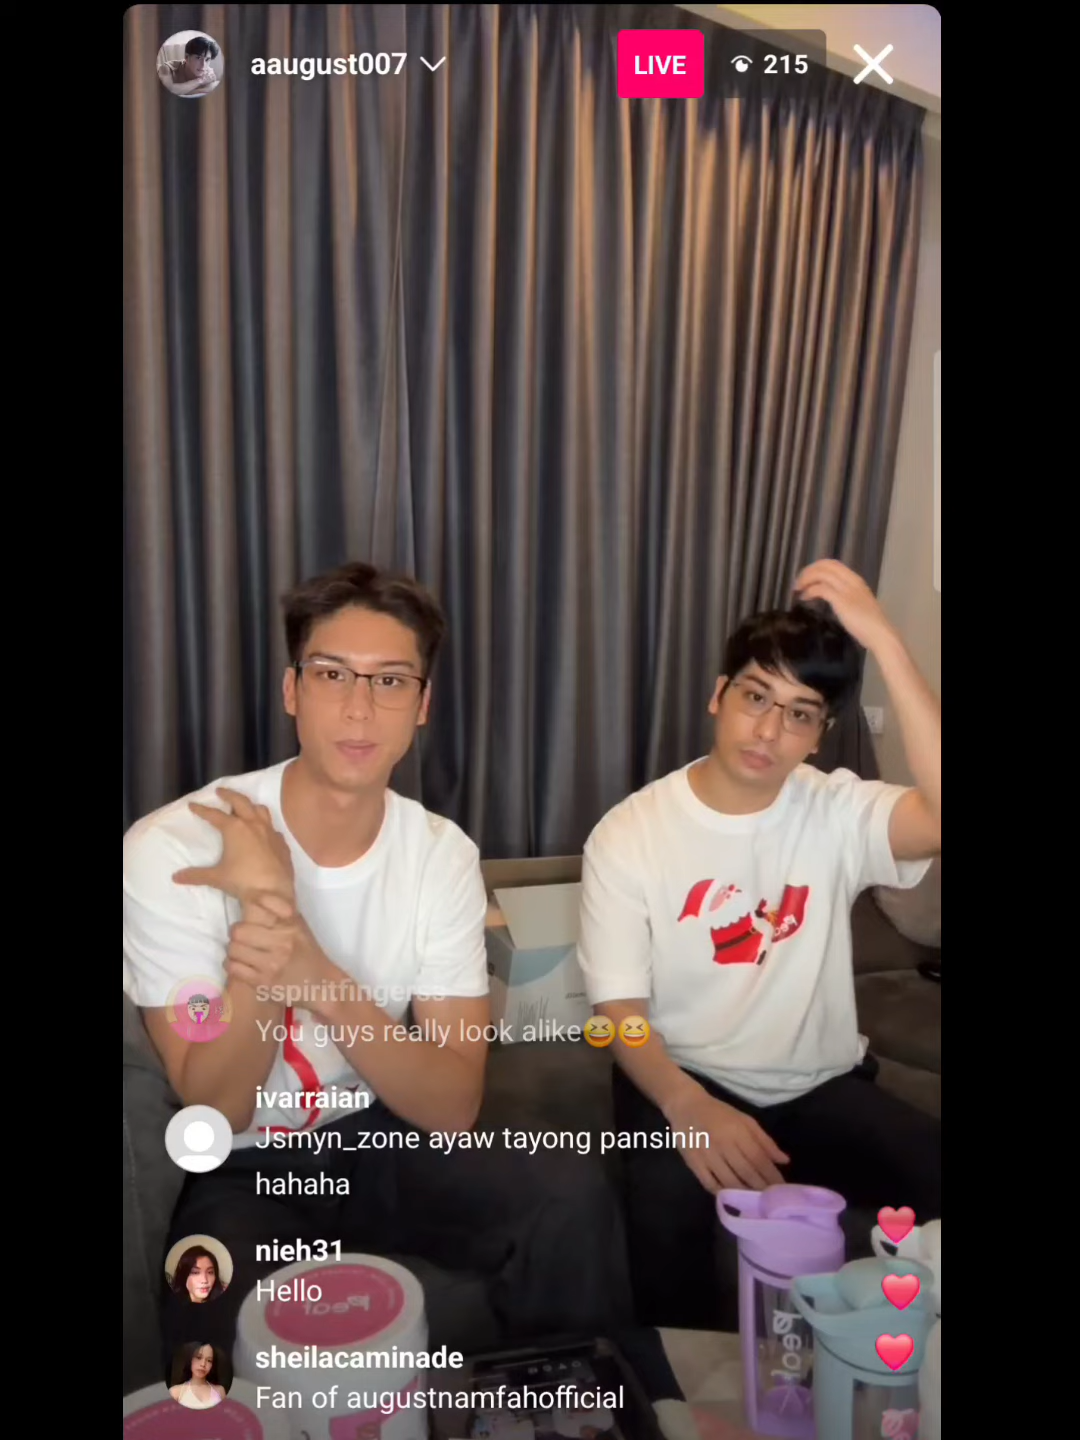 aaugust007
LIVE
215
sspiritfingerss
You guys really look alike😆😆
ivarraian
Jsmyn_zone ayaw tayong pansinin
hahaha
nieh31
Hello
sheilacaminade
Fan of augustnamfahofficial
Peaf